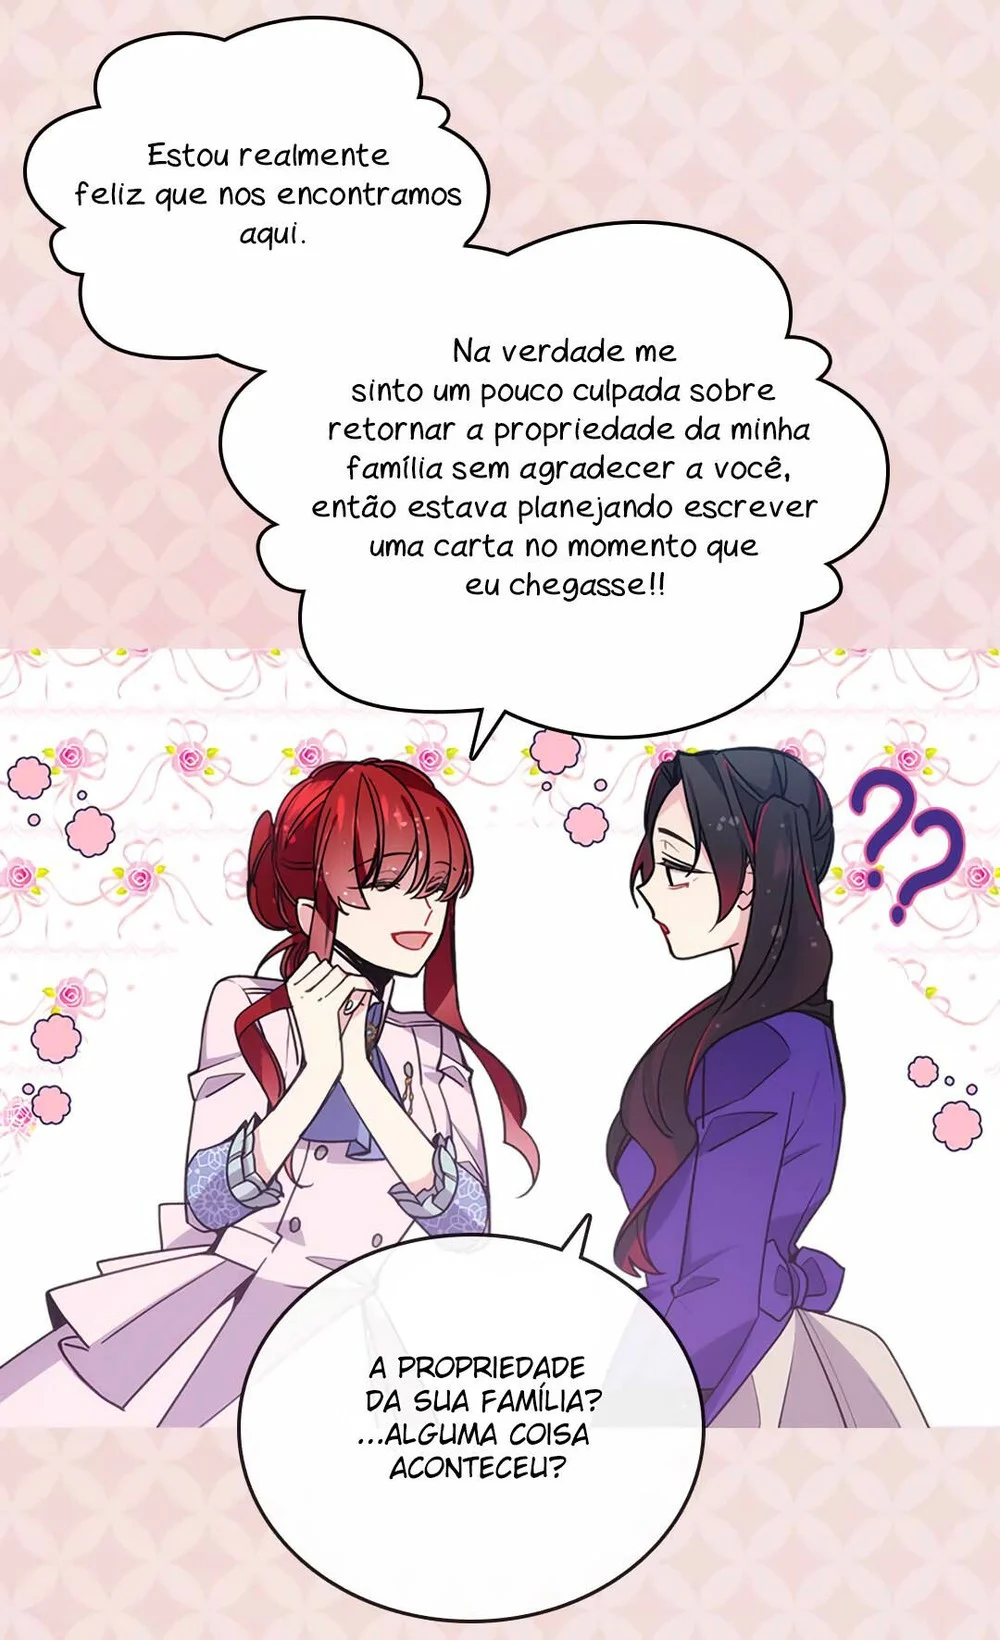 Estou realmente
feliz que nos encontramos
aqui.
Na verdade me
sinto um pouco culpada sobre
retornar a propriedade da minha
família sem agradecer a você,
então estava planejando escrever
uma carta no momento que
eu chegasse!!
??
A PROPRIEDADE
DA SUA FAMÍLIA?
...ALGUMA COISA
ACONTECEU?